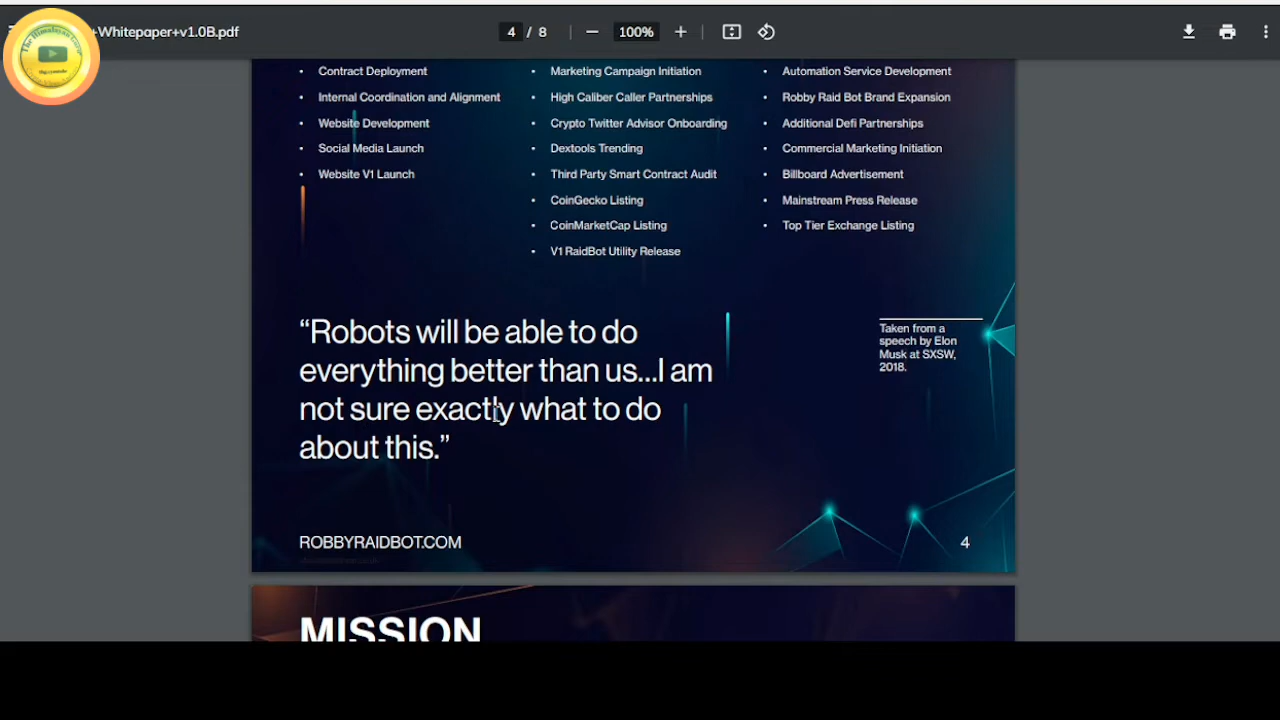 +Whitepaper+v1.0B.pdf
4 / 8
100%
The Himalayan Guru
• Contract Deployment
• Internal Coordination and Alignment
• Website Development
• Social Media Launch
• Website V1 Launch
• Marketing Campaign Initiation
• High Caliber Caller Partnerships
• Crypto Twitter Advisor Onboarding
• Dextools Trending
• Third Party Smart Contract Audit
• CoinGecko Listing
• CoinMarketCap Listing
• V1 RaidBot Utility Release
• Automation Service Development
• Robby Raid Bot Brand Expansion
• Additional Defi Partnerships
• Commercial Marketing Initiation
• Billboard Advertisement
• Mainstream Press Release
• Top Tier Exchange Listing
“Robots will be able to do
everything better than us...I am
not sure exactly what to do
about this.”
Taken from a
speech by Elon
Musk at SXSW,
2018.
ROBBYRAIDBOT.COM
4
MISSION